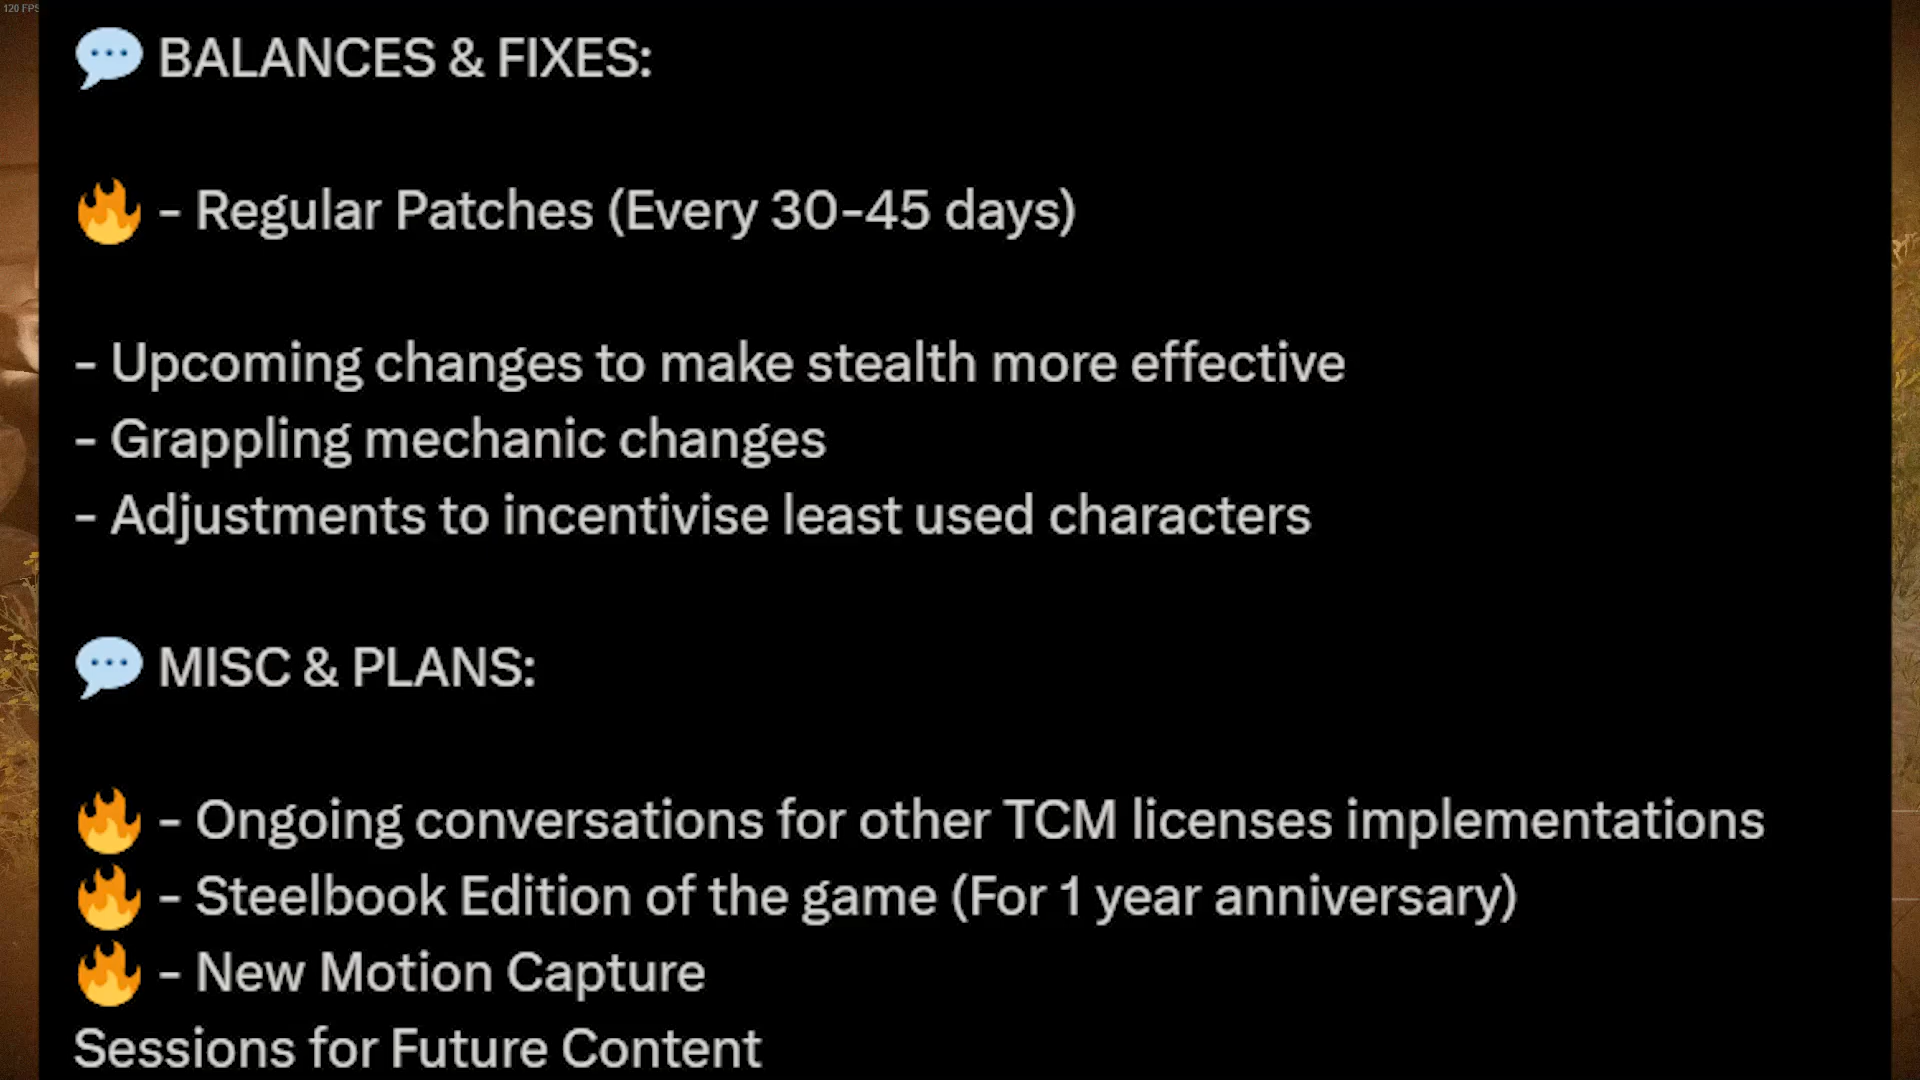 120 FPS
💬 BALANCES & FIXES:
🔥 – Regular Patches (Every 30-45 days)
– Upcoming changes to make stealth more effective
– Grappling mechanic changes
– Adjustments to incentivise least used characters
💬 MISC & PLANS:
🔥 – Ongoing conversations for other TCM licenses implementations
🔥 – Steelbook Edition of the game (For 1 year anniversary)
🔥 – New Motion Capture
Sessions for Future Content